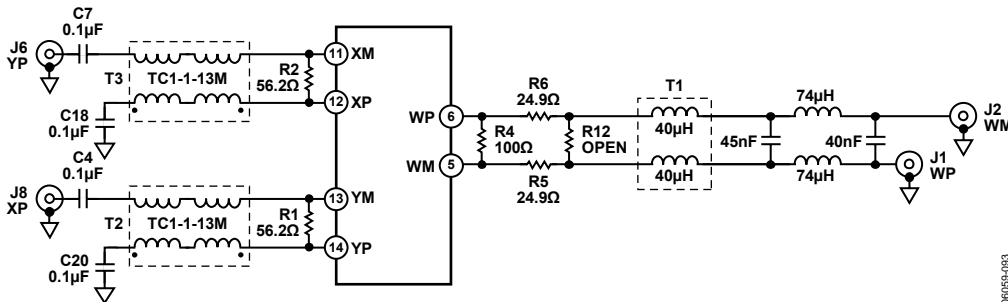 C7
0.1µF
J6
YP
T3
TC1-1-13M
R2
56.2Ω
11
XM
12
XP
C18
0.1µF
C4
0.1µF
J8
XP
T2
TC1-1-13M
R1
56.2Ω
13
YM
14
YP
C20
0.1µF
WP
6
WM
5
R4
100Ω
R6
24.9Ω
R12
OPEN
R5
24.9Ω
T1
40µH
40µH
45nF
74µH
74µH
40nF
J2
WM
J1
WP
06059-093